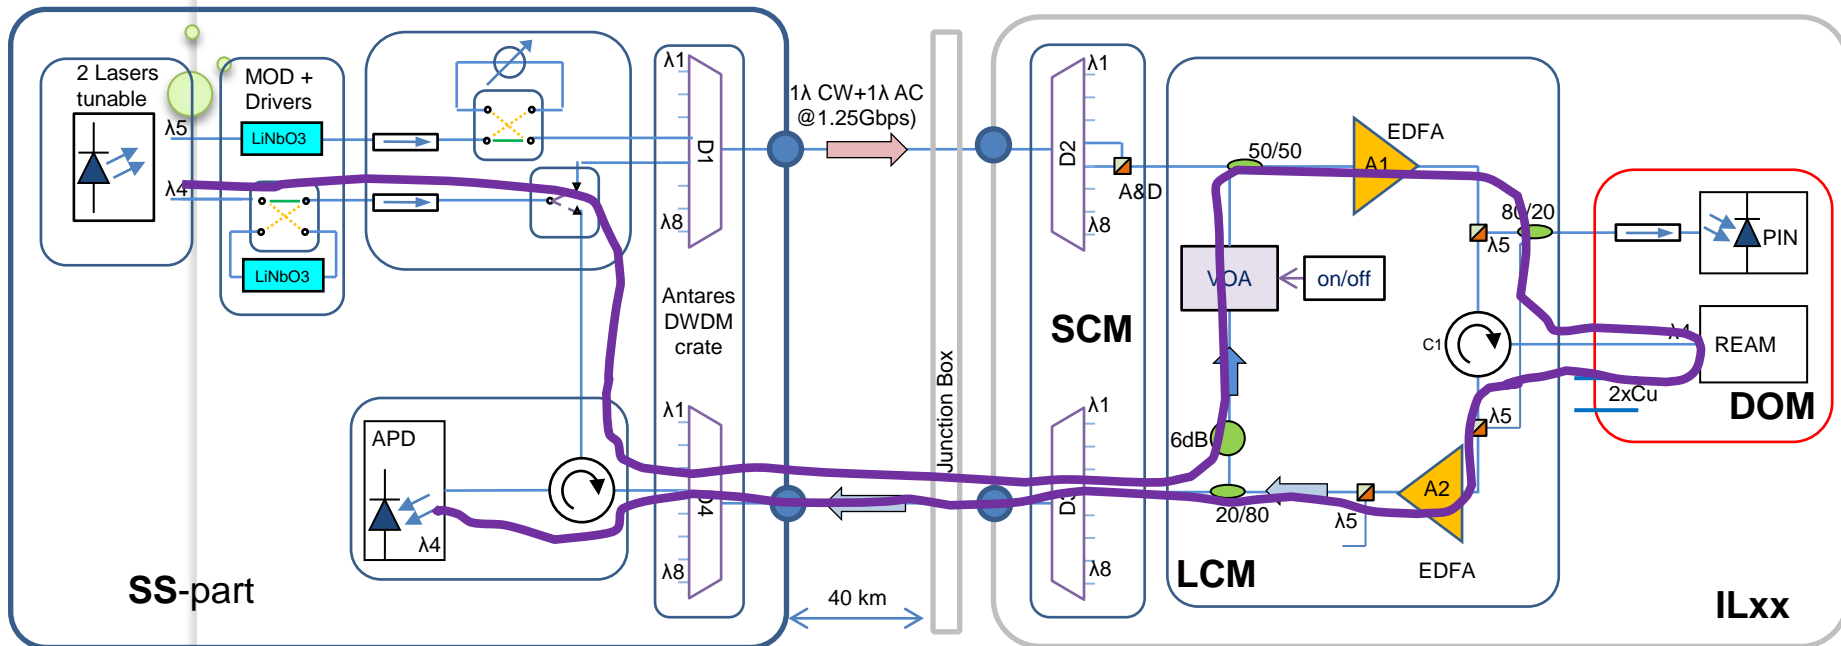 2 Lasers
tunable
λ5
λ4
MOD +
Drivers
LiNbO3
LiNbO3
λ1
D1
λ8
Antares
DWDM
crate
λ1
D4
λ8
APD
λ4
SS-part
1λ CW+1λ AC
@1.25Gbps)
40 km
Junction Box
λ1
D2
λ8
A&D
SCM
λ1
D3
λ8
50/50
EDFA
A1
80/20
λ5
VOA
on/off
C1
6dB
λ5
20/80
λ5
A2
EDFA
LCM
PIN
λ4
REAM
2xCu
DOM
ILxx